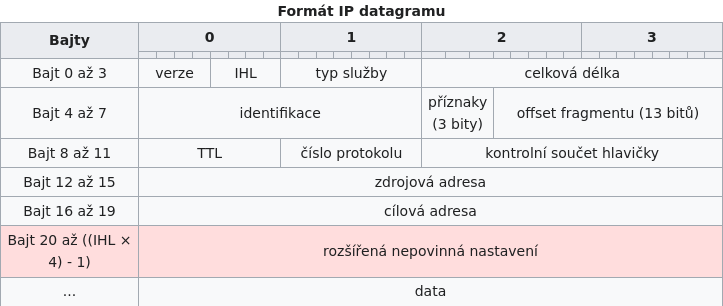 Formát IP datagramu
Bajty 0 1 2 3
Bajt 0 až 3 verze IHL typ služby celková délka
Bajt 4 až 7 identifikace příznaky (3 bity) offset fragmentu (13 bitů)
Bajt 8 až 11 TTL číslo protokolu kontrolní součet hlavičky
Bajt 12 až 15 zdrojová adresa
Bajt 16 až 19 cílová adresa
Bajt 20 až ((IHL × 4) - 1) rozšířená nepovinná nastavení
... data